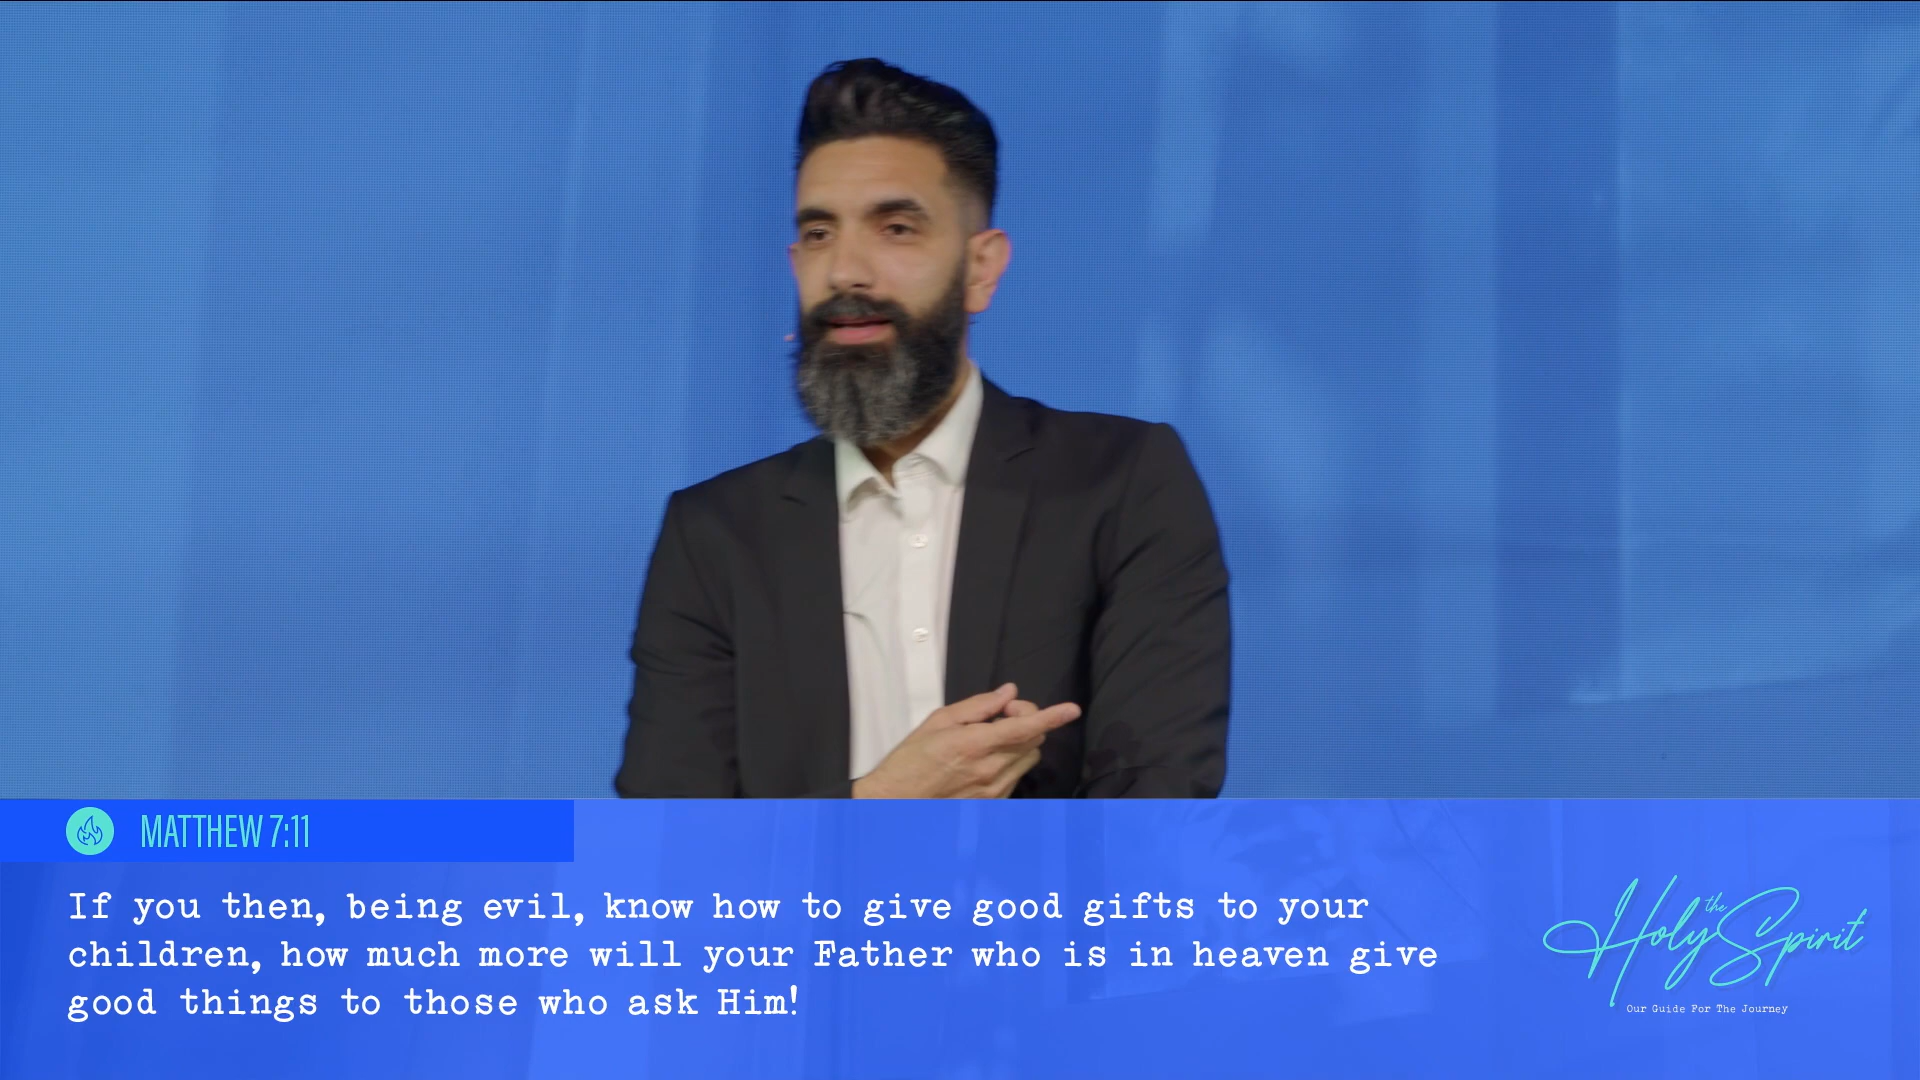 MATTHEW 7:11
If you then, being evil, know how to give good gifts to your
children, how much more will your Father who is in heaven give
good things to those who ask Him!
the
Holy Spirit
Our Guide For The Journey